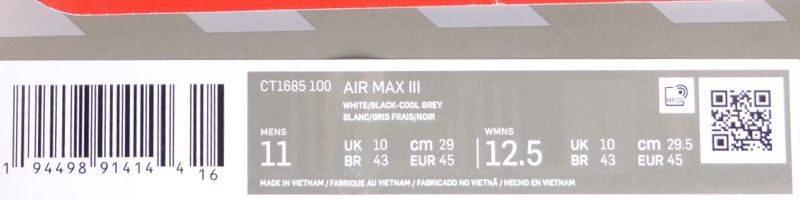 CT1685 100 AIR MAX III
WHITE/BLACK-COOL GREY
BLANC/GRIS FRAIS/NOIR
RFID
MENS
11
UK 10 cm 29
BR 43 EUR 45
WMNS
12.5
UK 10 cm 29.5
BR 43 EUR 45
MADE IN VIETNAM / FABRIQUE AU VIETNAM / FABRICADO NO VIETNÃ / HECHO EN VIETNAM
1 94498 91414 4
16